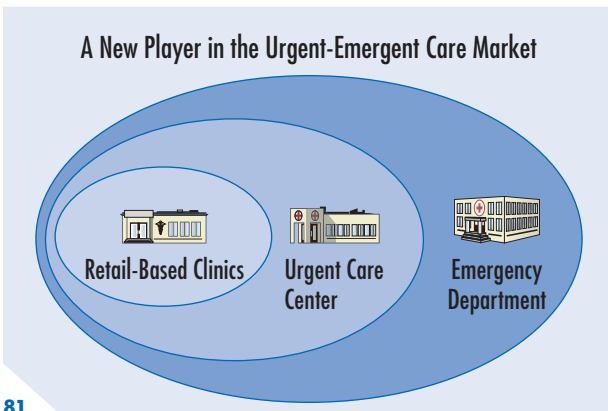 A New Player in the Urgent-Emergent Care Market
Retail-Based Clinics
Urgent Care
Center
Emergency
Department
81